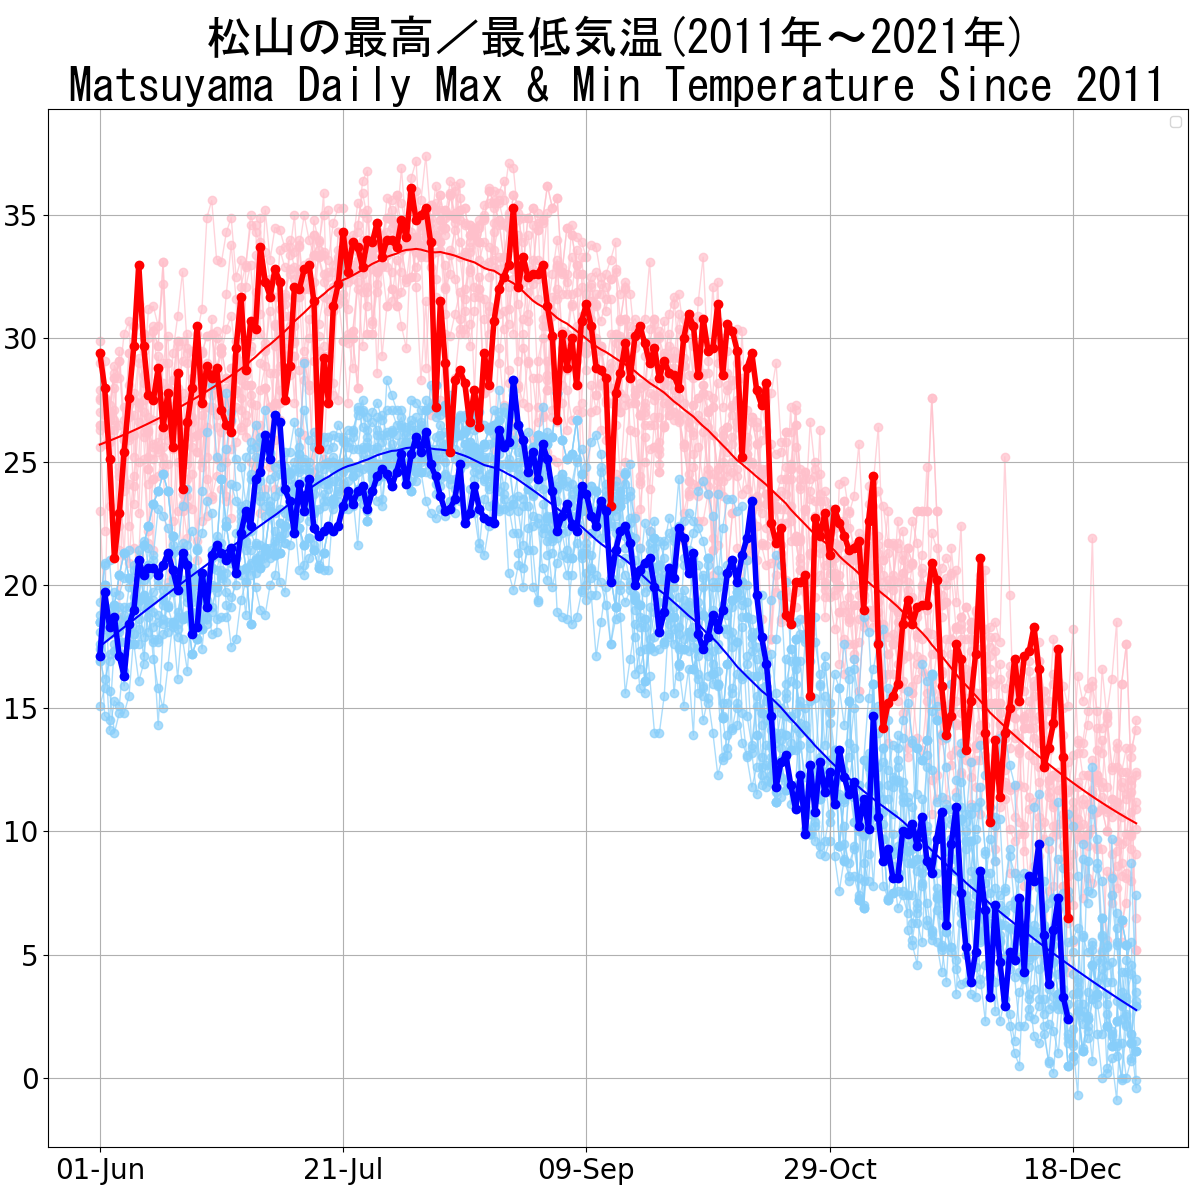 松山の最高／最低気温(2011年～2021年)
Matsuyama Daily Max & Min Temperature Since 2011
35
30
25
20
15
10
5
0
01-Jun 21-Jul 09-Sep 29-Oct 18-Dec